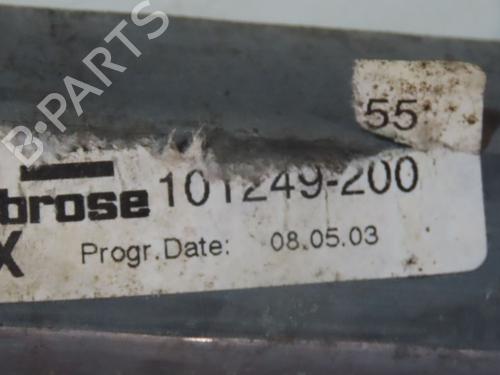 B-PARTS
55
brose 101249-200
X
Progr.Date: 08.05.03